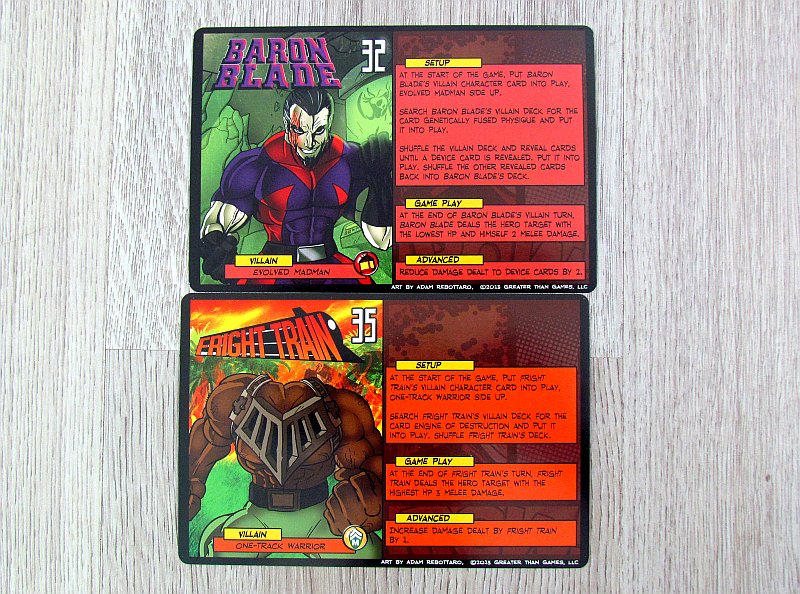 BARON
BLADE
32
VILLAIN
EVOLVED MADMAN
SETUP
AT THE START OF THE GAME, PUT BARON
BLADE'S VILLAIN CHARACTER CARD INTO PLAY,
EVOLVED MADMAN SIDE UP.
SEARCH BARON BLADE'S VILLAIN DECK FOR THE
CARD GENETICALLY FUSED PHYSIQUE AND PUT
IT INTO PLAY.
SHUFFLE THE VILLAIN DECK AND REVEAL CARDS
UNTIL A DEVICE CARD IS REVEALED. PUT IT INTO
PLAY. SHUFFLE THE OTHER REVEALED CARDS
BACK INTO BARON BLADE'S DECK.
GAME PLAY
AT THE END OF BARON BLADE'S VILLAIN TURN,
BARON BLADE DEALS THE HERO TARGET WITH
THE LOWEST HP AND HIMSELF 2 MELEE DAMAGE.
ADVANCED
REDUCE DAMAGE DEALT TO DEVICE CARDS BY 2.
ART BY ADAM REBOTTARO, ©2013 GREATER THAN GAMES, LLC
FRIGHT TRAIN
35
VILLAIN
ONE-TRACK WARRIOR
M
SETUP
AT THE START OF THE GAME, PUT FRIGHT
TRAIN'S VILLAIN CHARACTER CARD INTO PLAY,
ONE-TRACK WARRIOR SIDE UP.
SEARCH FRIGHT TRAIN'S VILLAIN DECK FOR THE
CARD ENGINE OF DESTRUCTION AND PUT IT
INTO PLAY. SHUFFLE FRIGHT TRAIN'S DECK.
GAME PLAY
AT THE END OF FRIGHT TRAIN'S TURN, FRIGHT
TRAIN DEALS THE HERO TARGET WITH THE
HIGHEST HP 3 MELEE DAMAGE.
ADVANCED
INCREASE DAMAGE DEALT BY FRIGHT TRAIN
BY 1.
ART BY ADAM REBOTTARO, ©2013 GREATER THAN GAMES, LLC